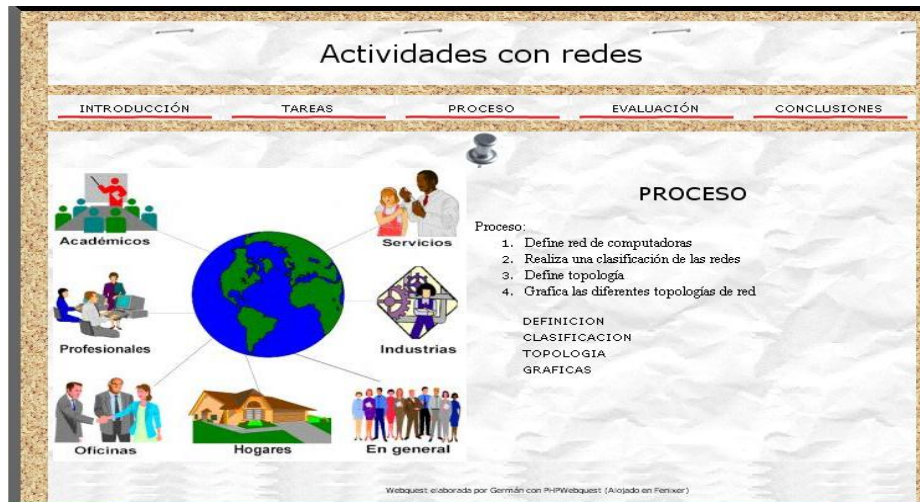 Actividades con redes
INTRODUCCIÓN
TAREAS
PROCESO
EVALUACIÓN
CONCLUSIONES
Académicos
Servicios
Profesionales
Industrias
Oficinas
Hogares
En general
PROCESO
Proceso:
1. Define red de computadoras
2. Realiza una clasificación de las redes
3. Define topología
4. Grafica las diferentes topologías de red
DEFINICION
CLASIFICACION
TOPOLOGIA
GRAFICAS
Webquest elaborada por Germán con PHPWebquest (Alojado en Fenixer)